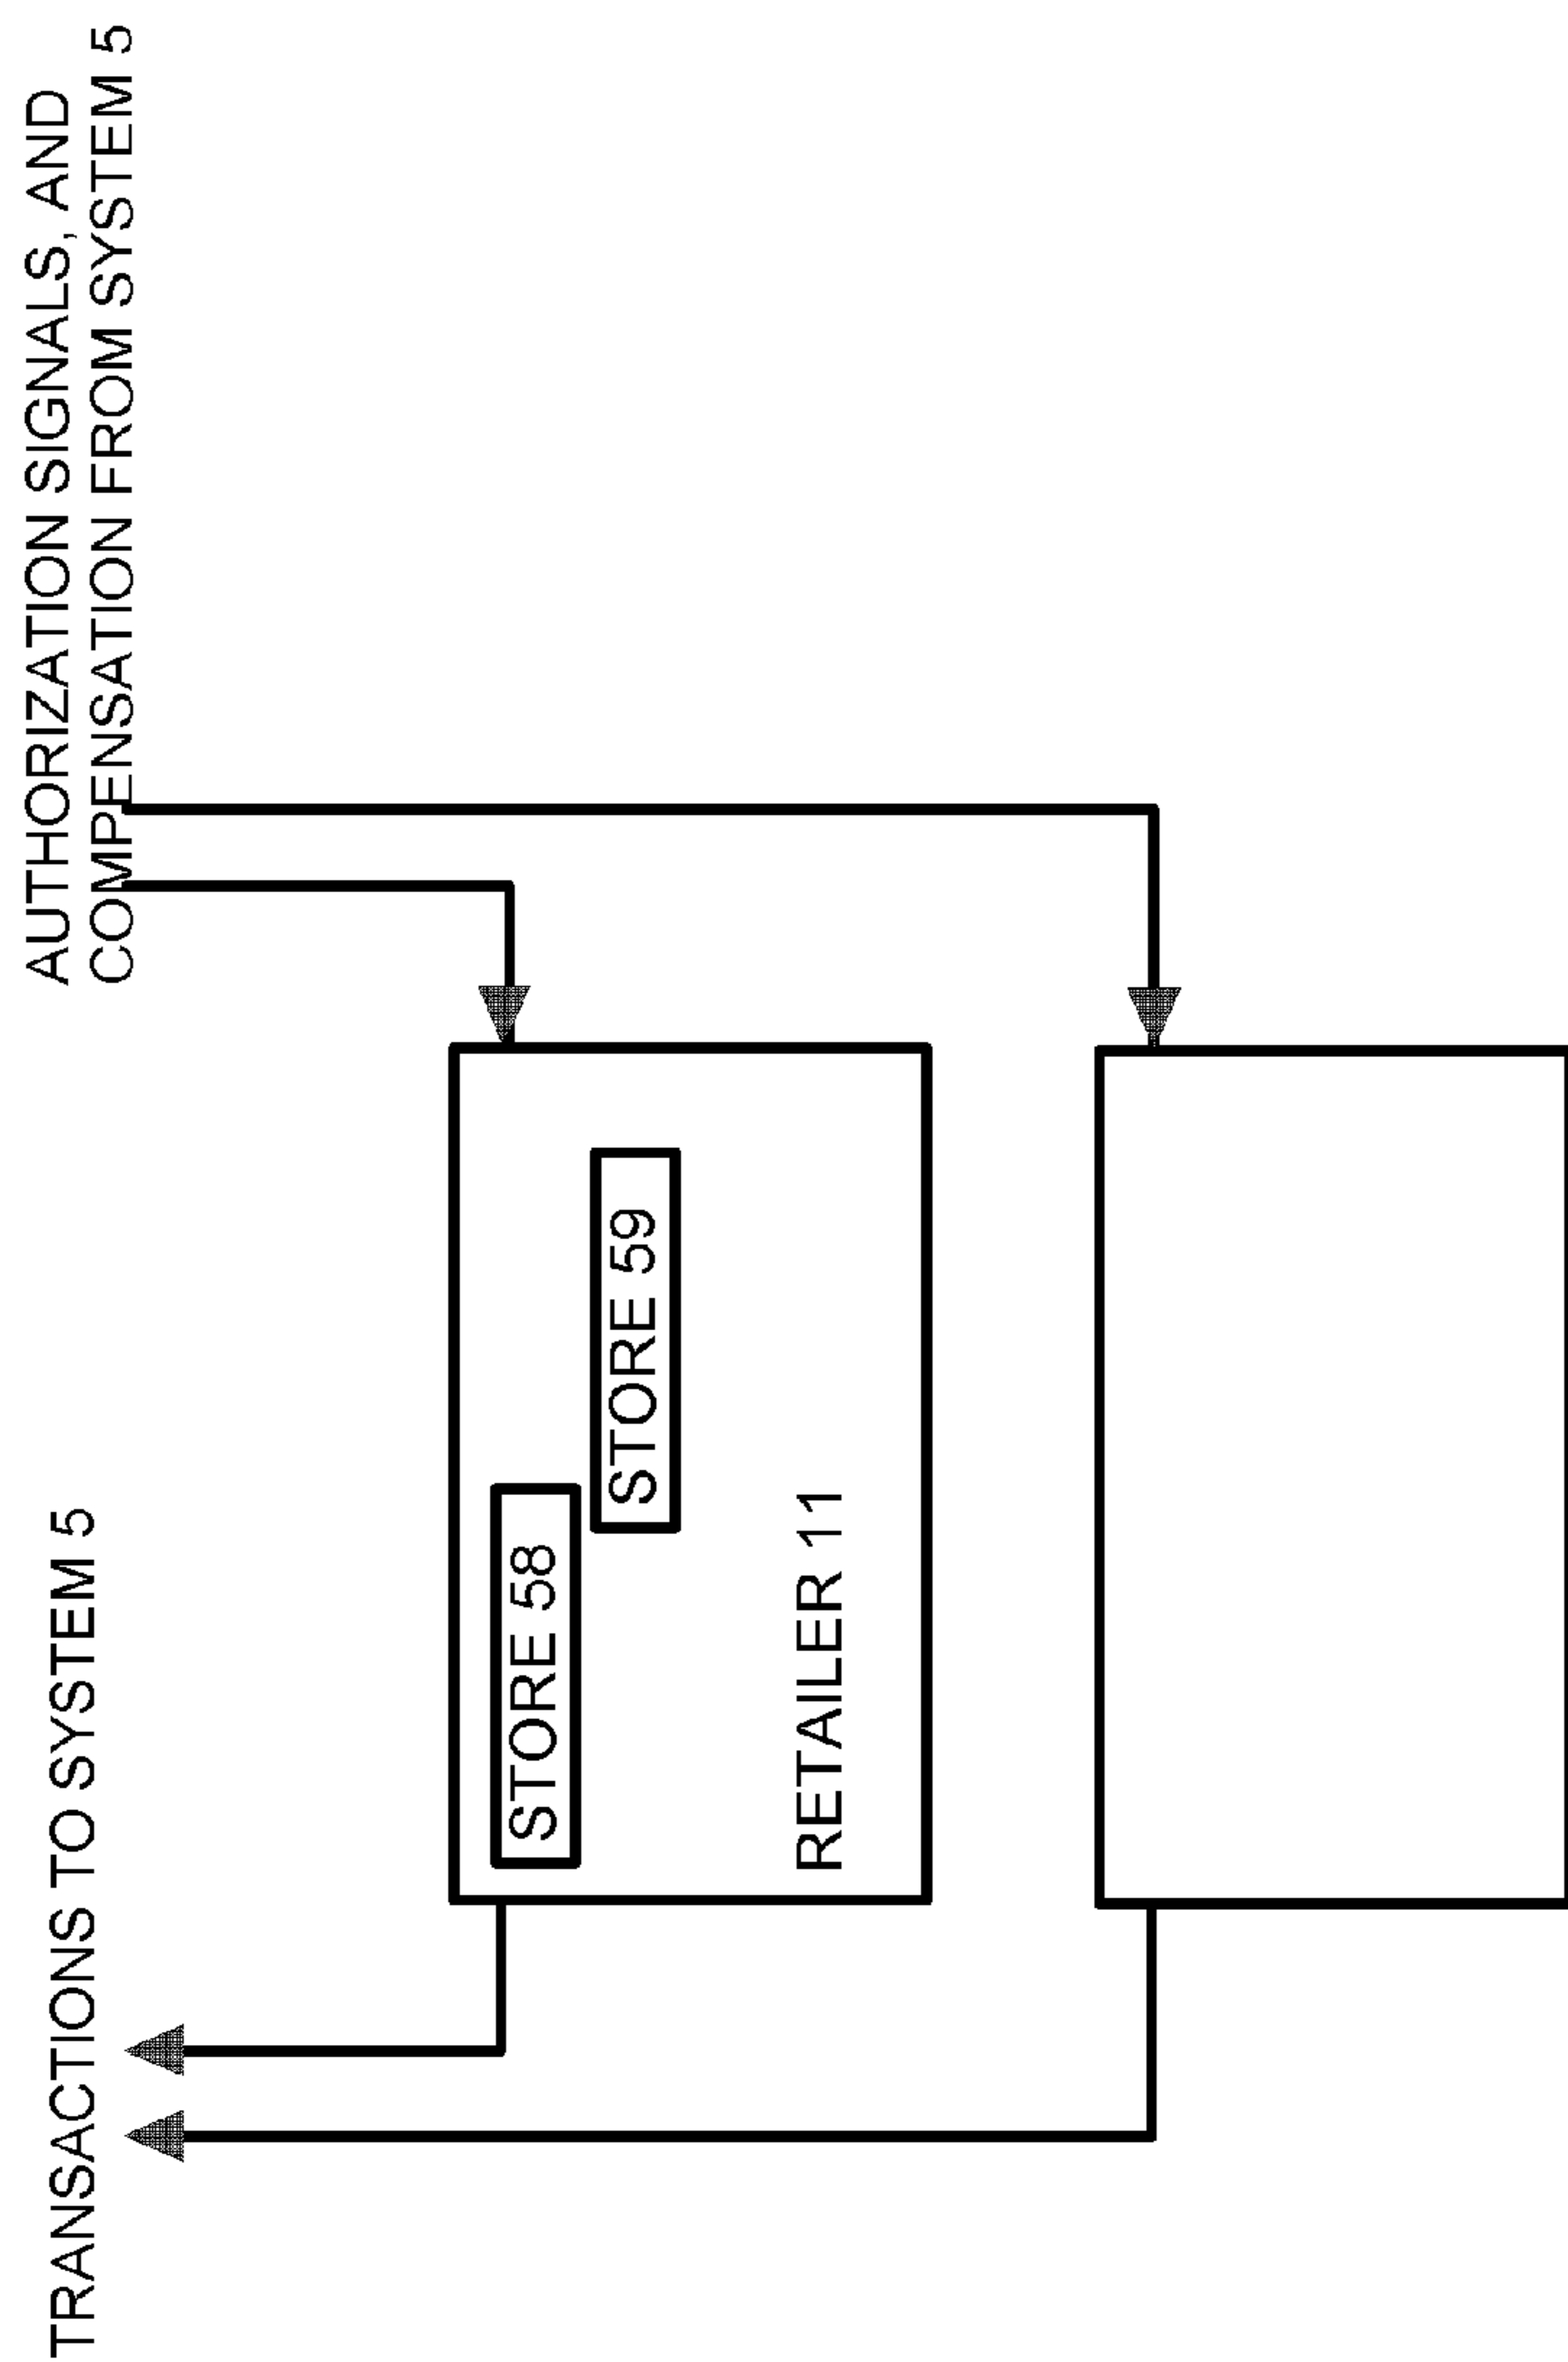 TRANSACTIONS TO SYSTEM 5
AUTHORIZATION SIGNALS, AND
COMPENSATION FROM SYSTEM 5
STORE 58
STORE 59
RETAILER 11